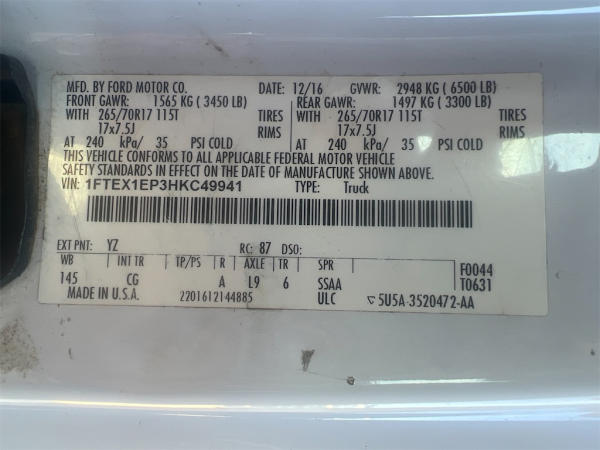 MFD. BY FORD MOTOR CO. DATE: 12/16 GVWR: 2948 KG ( 6500 LB)
FRONT GAWR: 1565 KG ( 3450 LB) REAR GAWR: 1497 KG ( 3300 LB)
WITH 265/70R17 115T TIRES WITH 265/70R17 115T TIRES
17x7.5J RIMS 17x7.5J RIMS
AT 240 kPa/ 35 PSI COLD AT 240 kPa/ 35 PSI COLD
THIS VEHICLE CONFORMS TO ALL APPLICABLE FEDERAL MOTOR VEHICLE
SAFETY STANDARDS IN EFFECT ON THE DATE OF MANUFACTURE SHOWN ABOVE.
VIN: 1FTEX1EP3HKC49941 TYPE: Truck
EXT PNT: YZ RC: 87 DSO:
WB INT TR TP/PS R AXLE TR SPR F0044
145 CG A L9 6 SSAA T0631
MADE IN U.S.A. 2201612144885 ULC ▽5U5A-3520472-AA